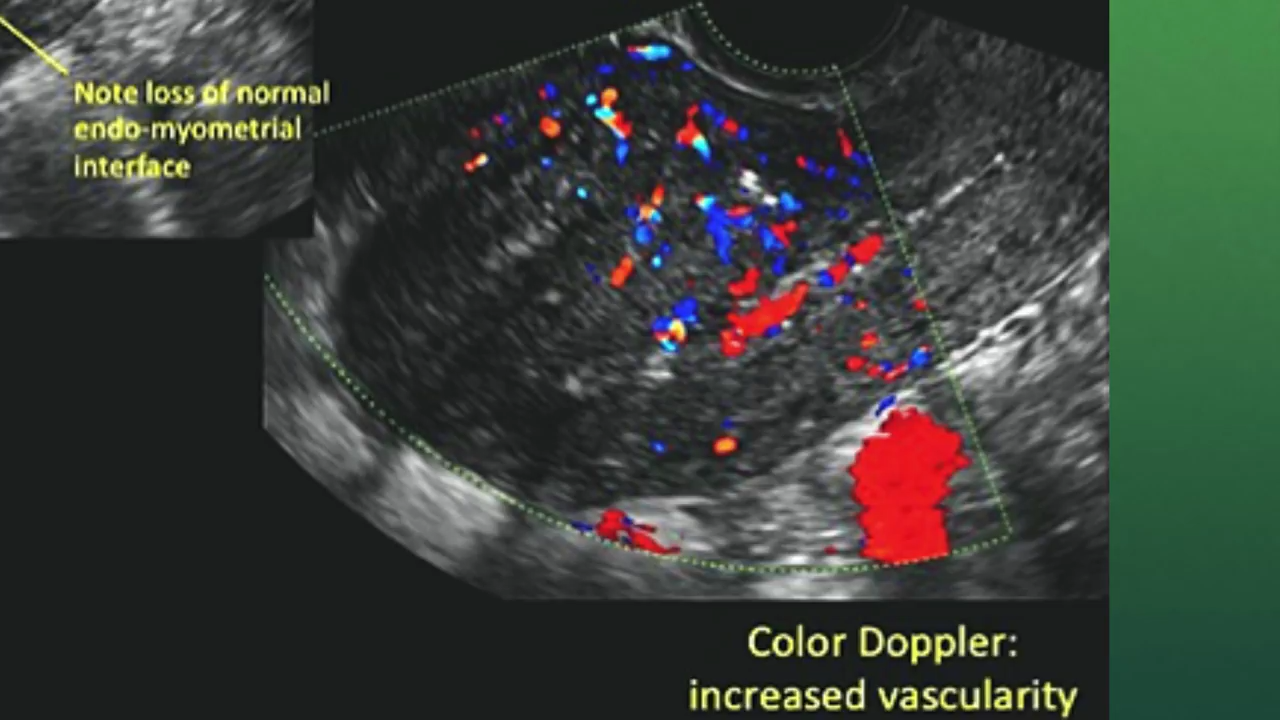 Note loss of normal
endo-myometrial
interface
Color Doppler:
increased vascularity